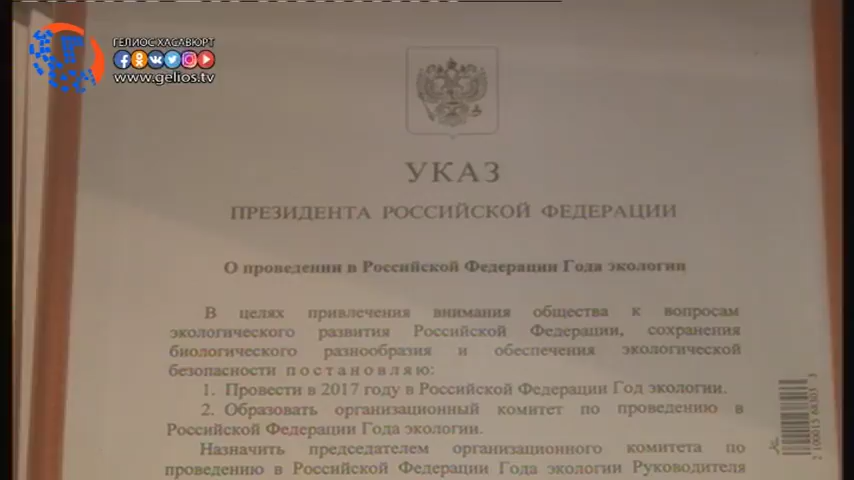 ГЕЛИОС ХАСАВЮРТ
www.gelios.tv
УКАЗ
ПРЕЗИДЕНТА РОССИЙСКОЙ ФЕДЕРАЦИИ
О проведении в Российской Федерации Года экологии
В целях привлечения внимания общества к вопросам
экологического развития Российской Федерации, сохранения
биологического разнообразия и обеспечения экологической
безопасности п о с т а н о в л я ю:
1. Провести в 2017 году в Российской Федерации Год экологии.
2. Образовать организационный комитет по проведению в
Российской Федерации Года экологии.
Назначить председателем организационного комитета по
проведению в Российской Федерации Года экологии Руководителя